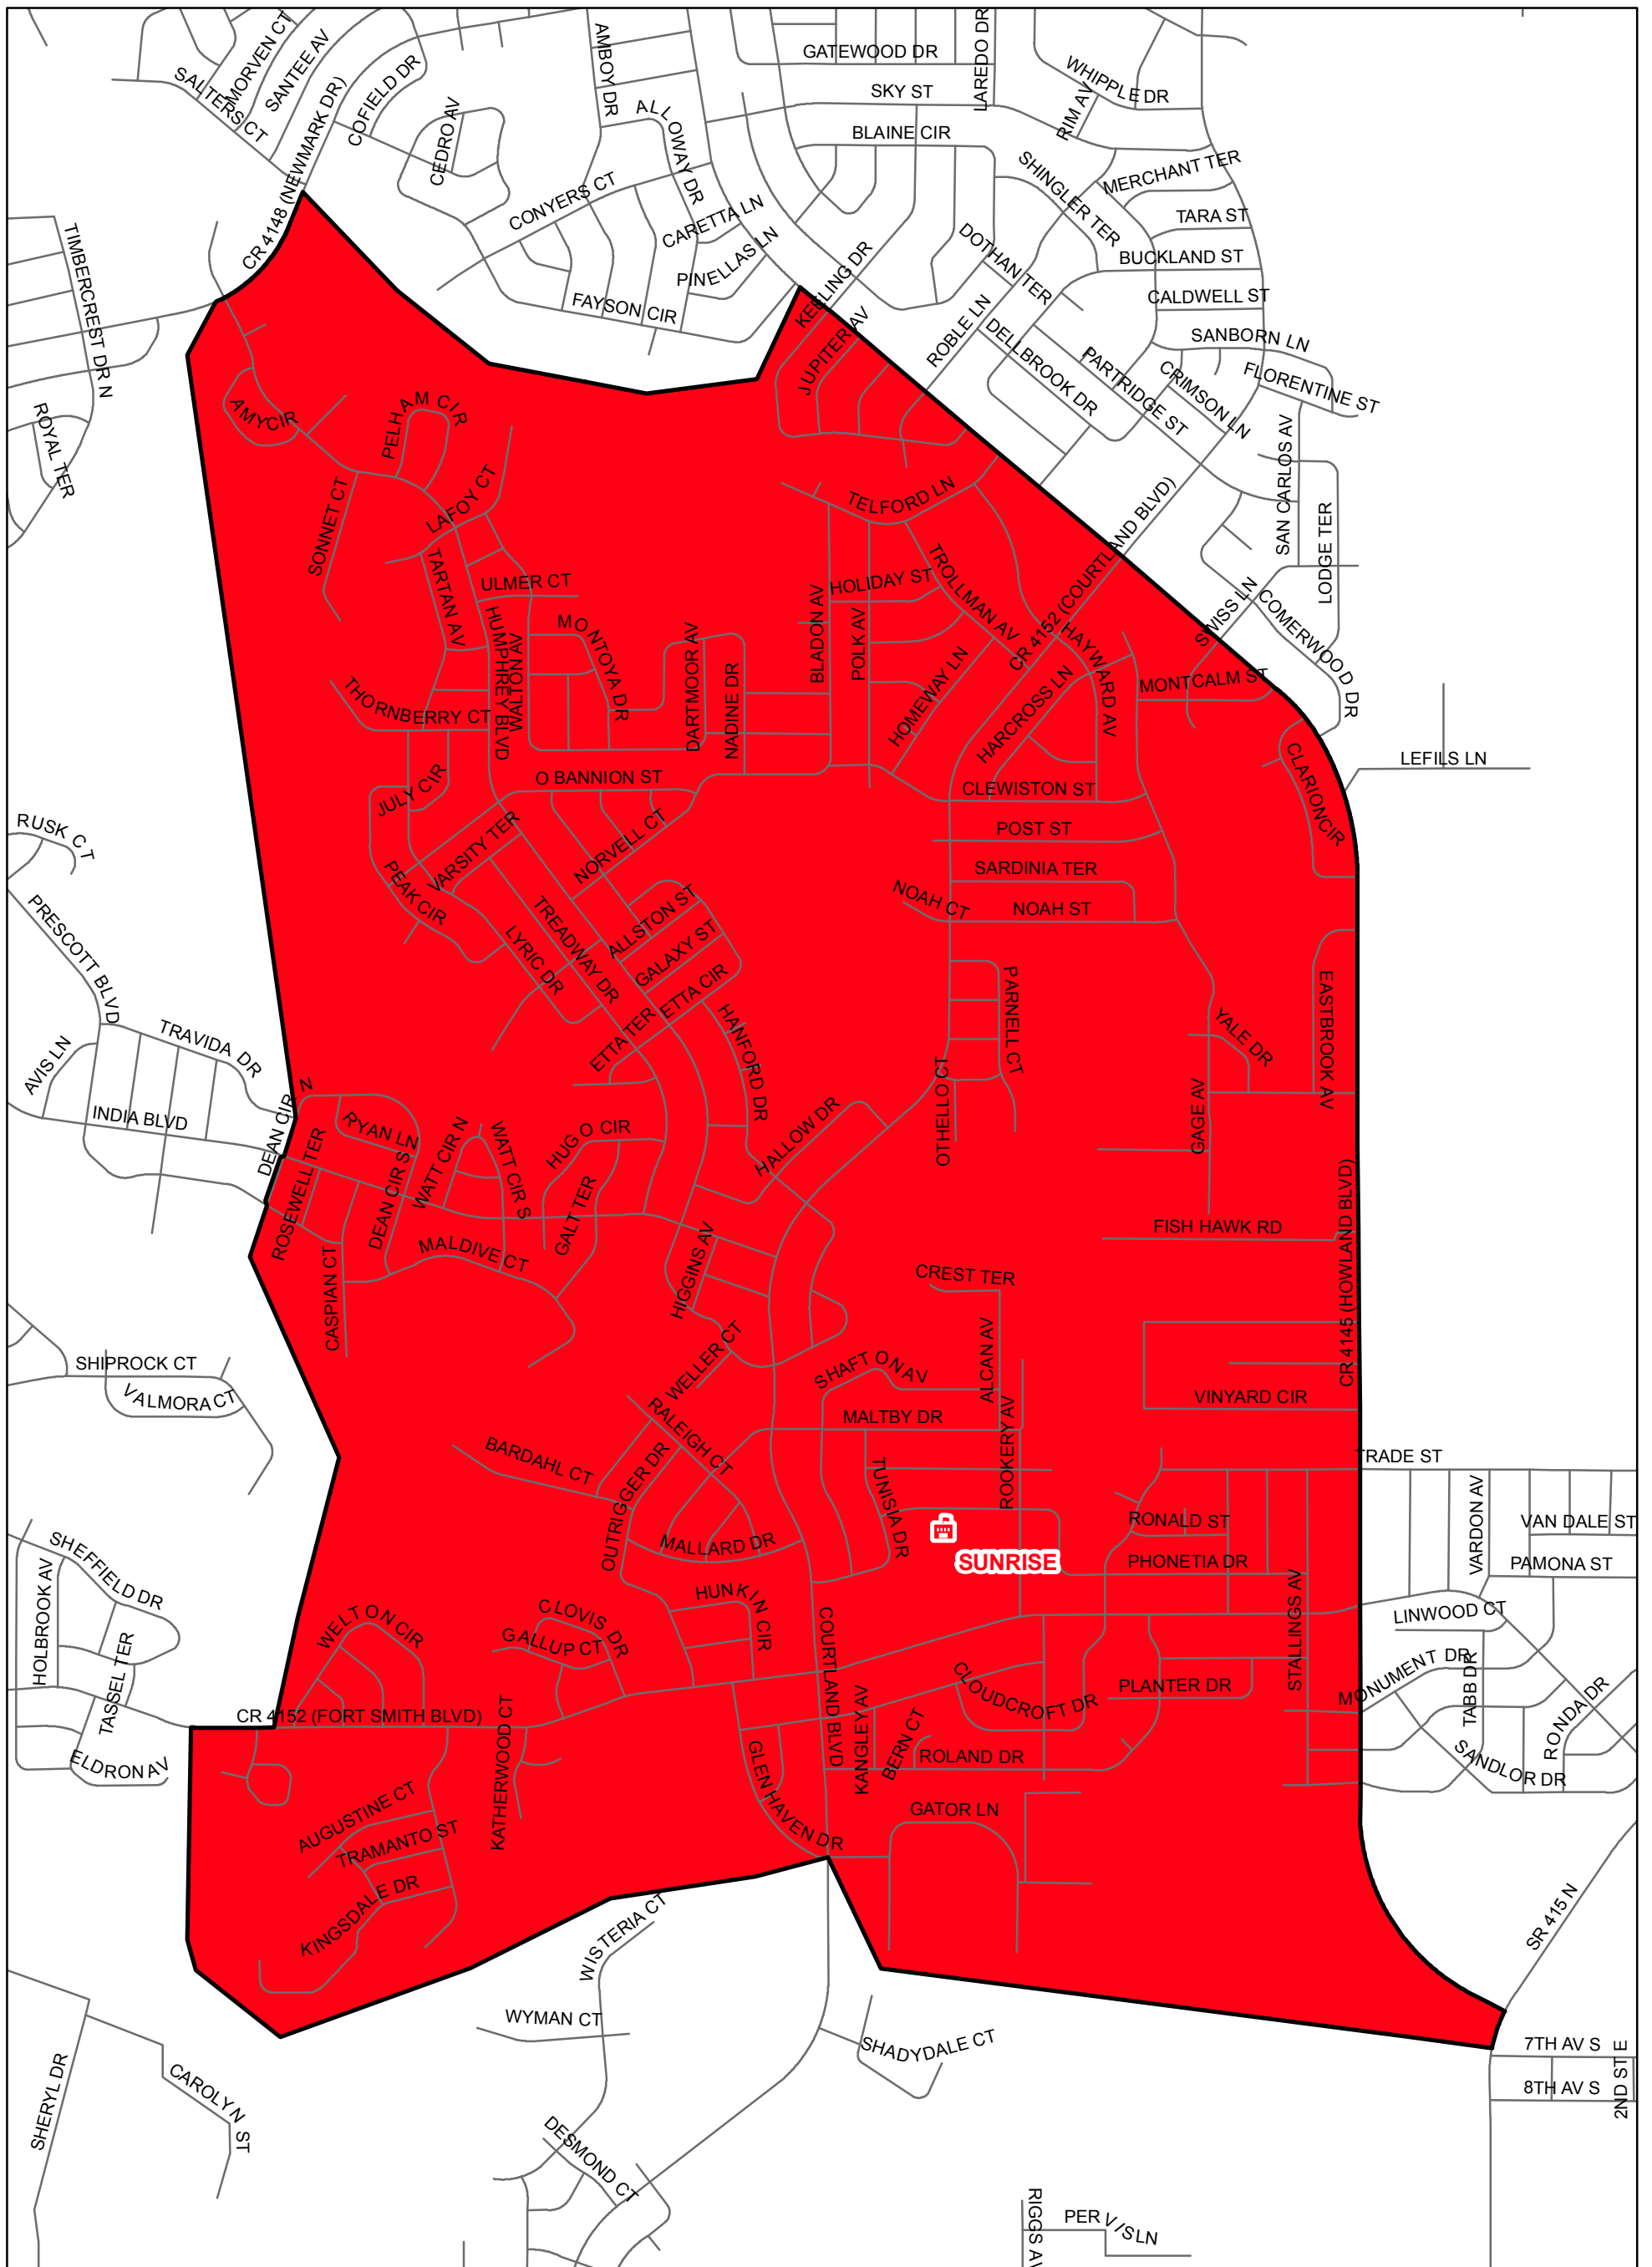 MORVEN CT
SANTEE AV
SALTERS CT
COFIELD DR
CR 4148 (NEWMARK DR)
CEDRO AV
AMBOY DR
ALLOWAY DR
CONYERS CT
CARETTA LN
PINELLAS LN
FAYSON CIR
GATEWOOD DR
LAREDO DR
SKY ST
BLAINE CIR
WHIPPLE DR
RIM AV
SHINGLER TER
MERCHANT TER
TARA ST
BUCKLAND ST
CALDWELL ST
SANBORN LN
FLORENTINE ST
DOTHAN TER
KEELING DR
JUPITER AV
ROBLE LN
DELLBROOK DR
PARTRIDGE ST
CRIMSON LN
SAN CARLOS AV
LODGE TER
TIMBERCREST DR N
ROYAL TER
AMY CIR
PELHAM CIR
LAFOY CT
SONNET CT
TARTAN AV
ULMER CT
HUMPHREY BLVD
WALTON AV
MONTOYA DR
DARTMOOR AV
NADINE DR
THORNBERRY CT
TELFORD LN
HOLIDAY ST
TROLLMAN AV
BLADON AV
POLK AV
HOMEWAY LN
CR 4152 (COURTLAND BLVD)
HAYWARD AV
HARCROSS LN
SWISS LN
COMERWOOD DR
MONTCALM ST
CLARION CIR
LEFILS LN
JULY CIR
O BANNION ST
VARSITY TER
NORVELL CT
PEAK CIR
LYRIC DR
TREADWAY DR
ALLSTON ST
GALAXY ST
ETTA CIR
ETTA TER
HANFORD DR
CLEWISTON ST
POST ST
SARDINIA TER
NOAH CT
NOAH ST
PARNELL CT
OTHELLO CT
YALE DR
EASTBROOK AV
GAGE AV
RUSK CT
PRESCOTT BLVD
TRAVIDA DR
AVIS LN
INDIA BLVD
DEAN CIR N
ROSEWELL TER
RYAN LN
DEAN CIR S
WATT CIR N
WATT CIR S
HUGO CIR
GALT TER
HALLOW DR
CASPIAN CT
MALDIVE CT
HIGGINS AV
FISH HAWK RD
CR 4145 (HOWLAND BLVD)
CREST TER
ALCAN AV
ROOKERY AV
VINYARD CIR
SHIPROCK CT
VALMORA CT
WELLER CT
SHAFTON AV
MALTBY DR
RALEIGH CT
BARDAHL CT
OUTRIGGER DR
TUNISIA DR
MALLARD DR
TRADE ST
RONALD ST
VARDON AV
VAN DALE ST
SUNRISE
PHONETIA DR
PAMONA ST
SHEFFIELD DR
HOLBROOK AV
TASSEL TER
ELDRON AV
WELTON CIR
CLOVIS DR
GALLUP CT
HUNKIN CIR
COURTLAND BLVD
STALLINGS AV
LINWOOD CT
MONUMENT DR
TABB DR
RONDA DR
SANDLOR DR
CLOUDCROFT DR
PLANTER DR
CR 4152 (FORT SMITH BLVD)
KATHERWOOD CT
GLENHAVEN DR
KANGLEY AV
BERN CT
ROLAND DR
GATOR LN
AUGUSTINE CT
TRAMANTO ST
KINGSDALE DR
WISTERIA CT
WYMAN CT
SHADYDALE CT
SR 415 N
7TH AV S
8TH AV S
2ND ST E
SHERYL DR
CAROLYN ST
DESMOND CT
RIGGS AV
PERVIS LN